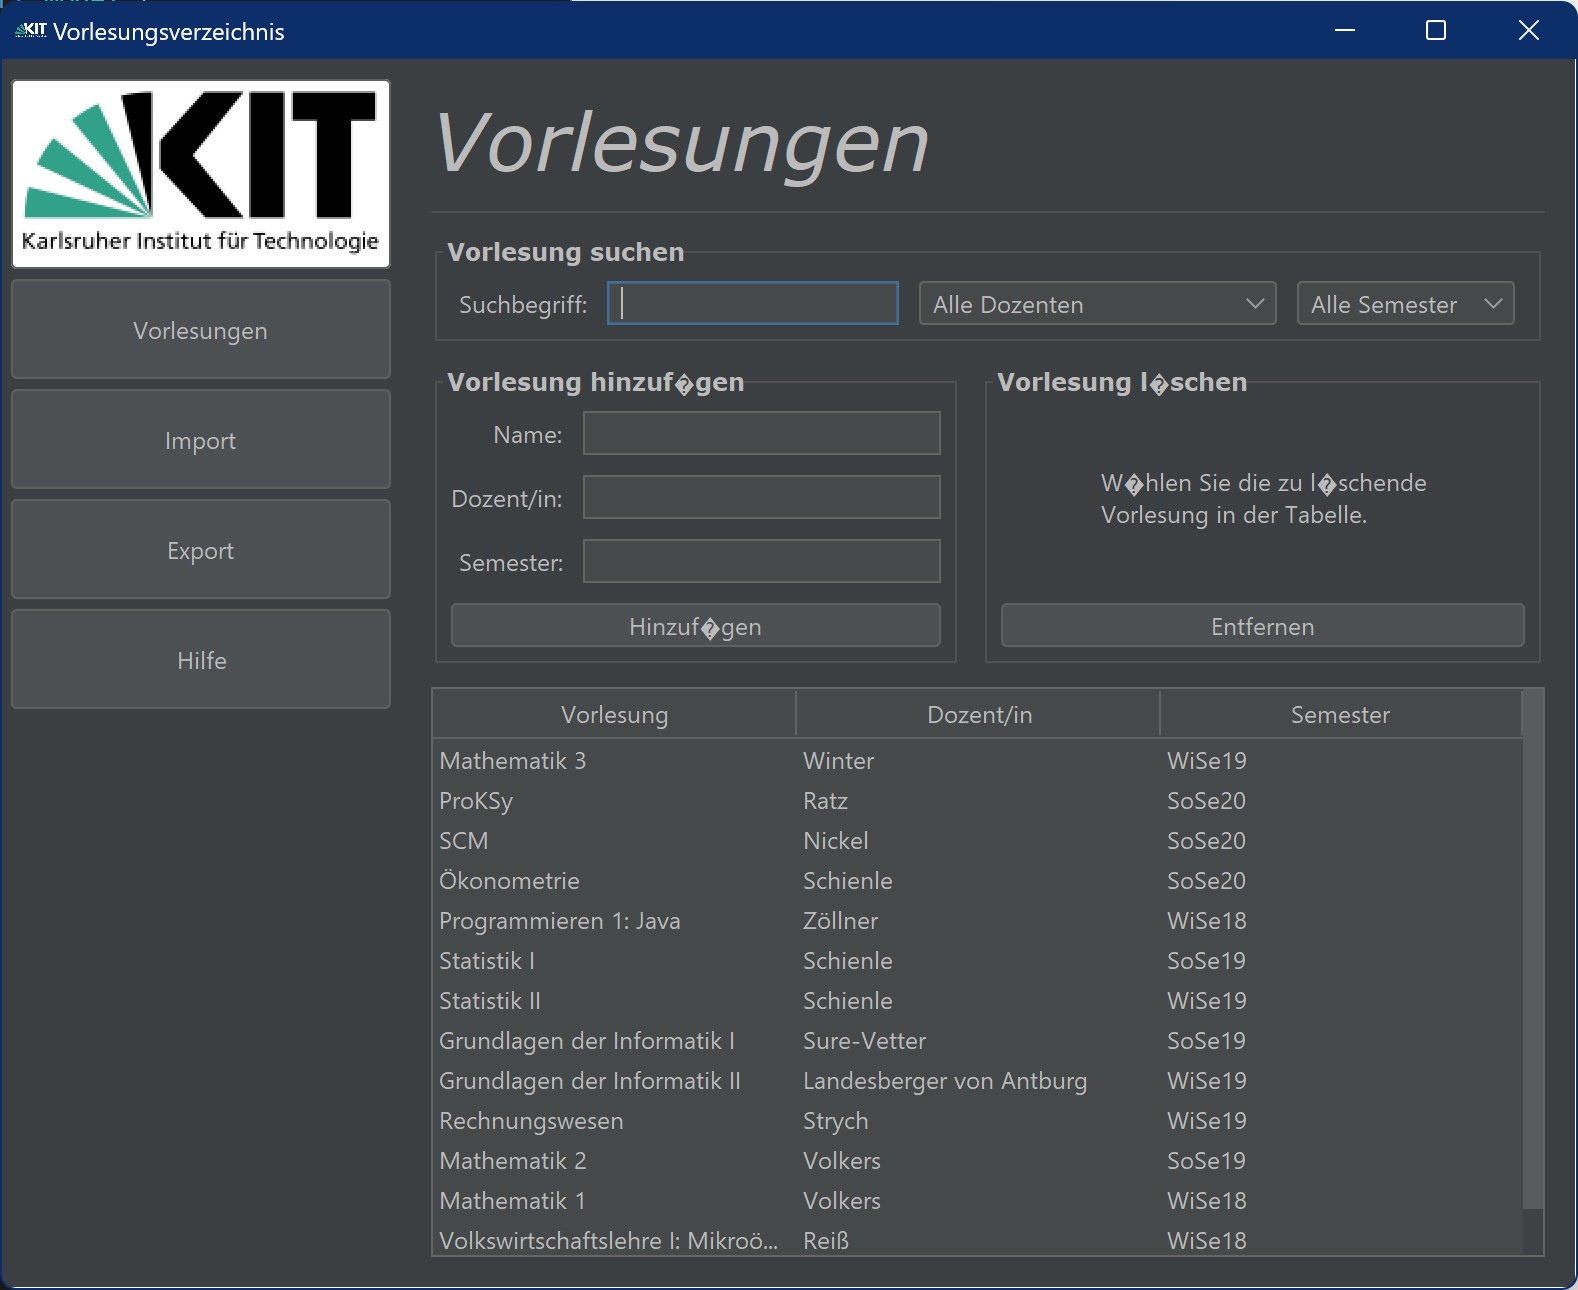 KIT Vorlesungsverzeichnis
KIT
Karlsruher Institut für Technologie
Vorlesungen
Import
Export
Hilfe
Vorlesungen
Vorlesung suchen
Suchbegriff: Alle Dozenten Alle Semester
Vorlesung hinzuf�gen
Name:
Dozent/in:
Semester:
Hinzuf�gen
Vorlesung l�schen
W�hlen Sie die zu l�schende
Vorlesung in der Tabelle.
Entfernen
Vorlesung Dozent/in Semester
Mathematik 3 Winter WiSe19
ProKSy Ratz SoSe20
SCM Nickel SoSe20
Ökonometrie Schienle SoSe20
Programmieren 1: Java Zöllner WiSe18
Statistik I Schienle SoSe19
Statistik II Schienle WiSe19
Grundlagen der Informatik I Sure-Vetter SoSe19
Grundlagen der Informatik II Landesberger von Antburg WiSe19
Rechnungswesen Strych WiSe19
Mathematik 2 Volkers SoSe19
Mathematik 1 Volkers WiSe18
Volkswirtschaftslehre I: Mikroö... Reiß WiSe18